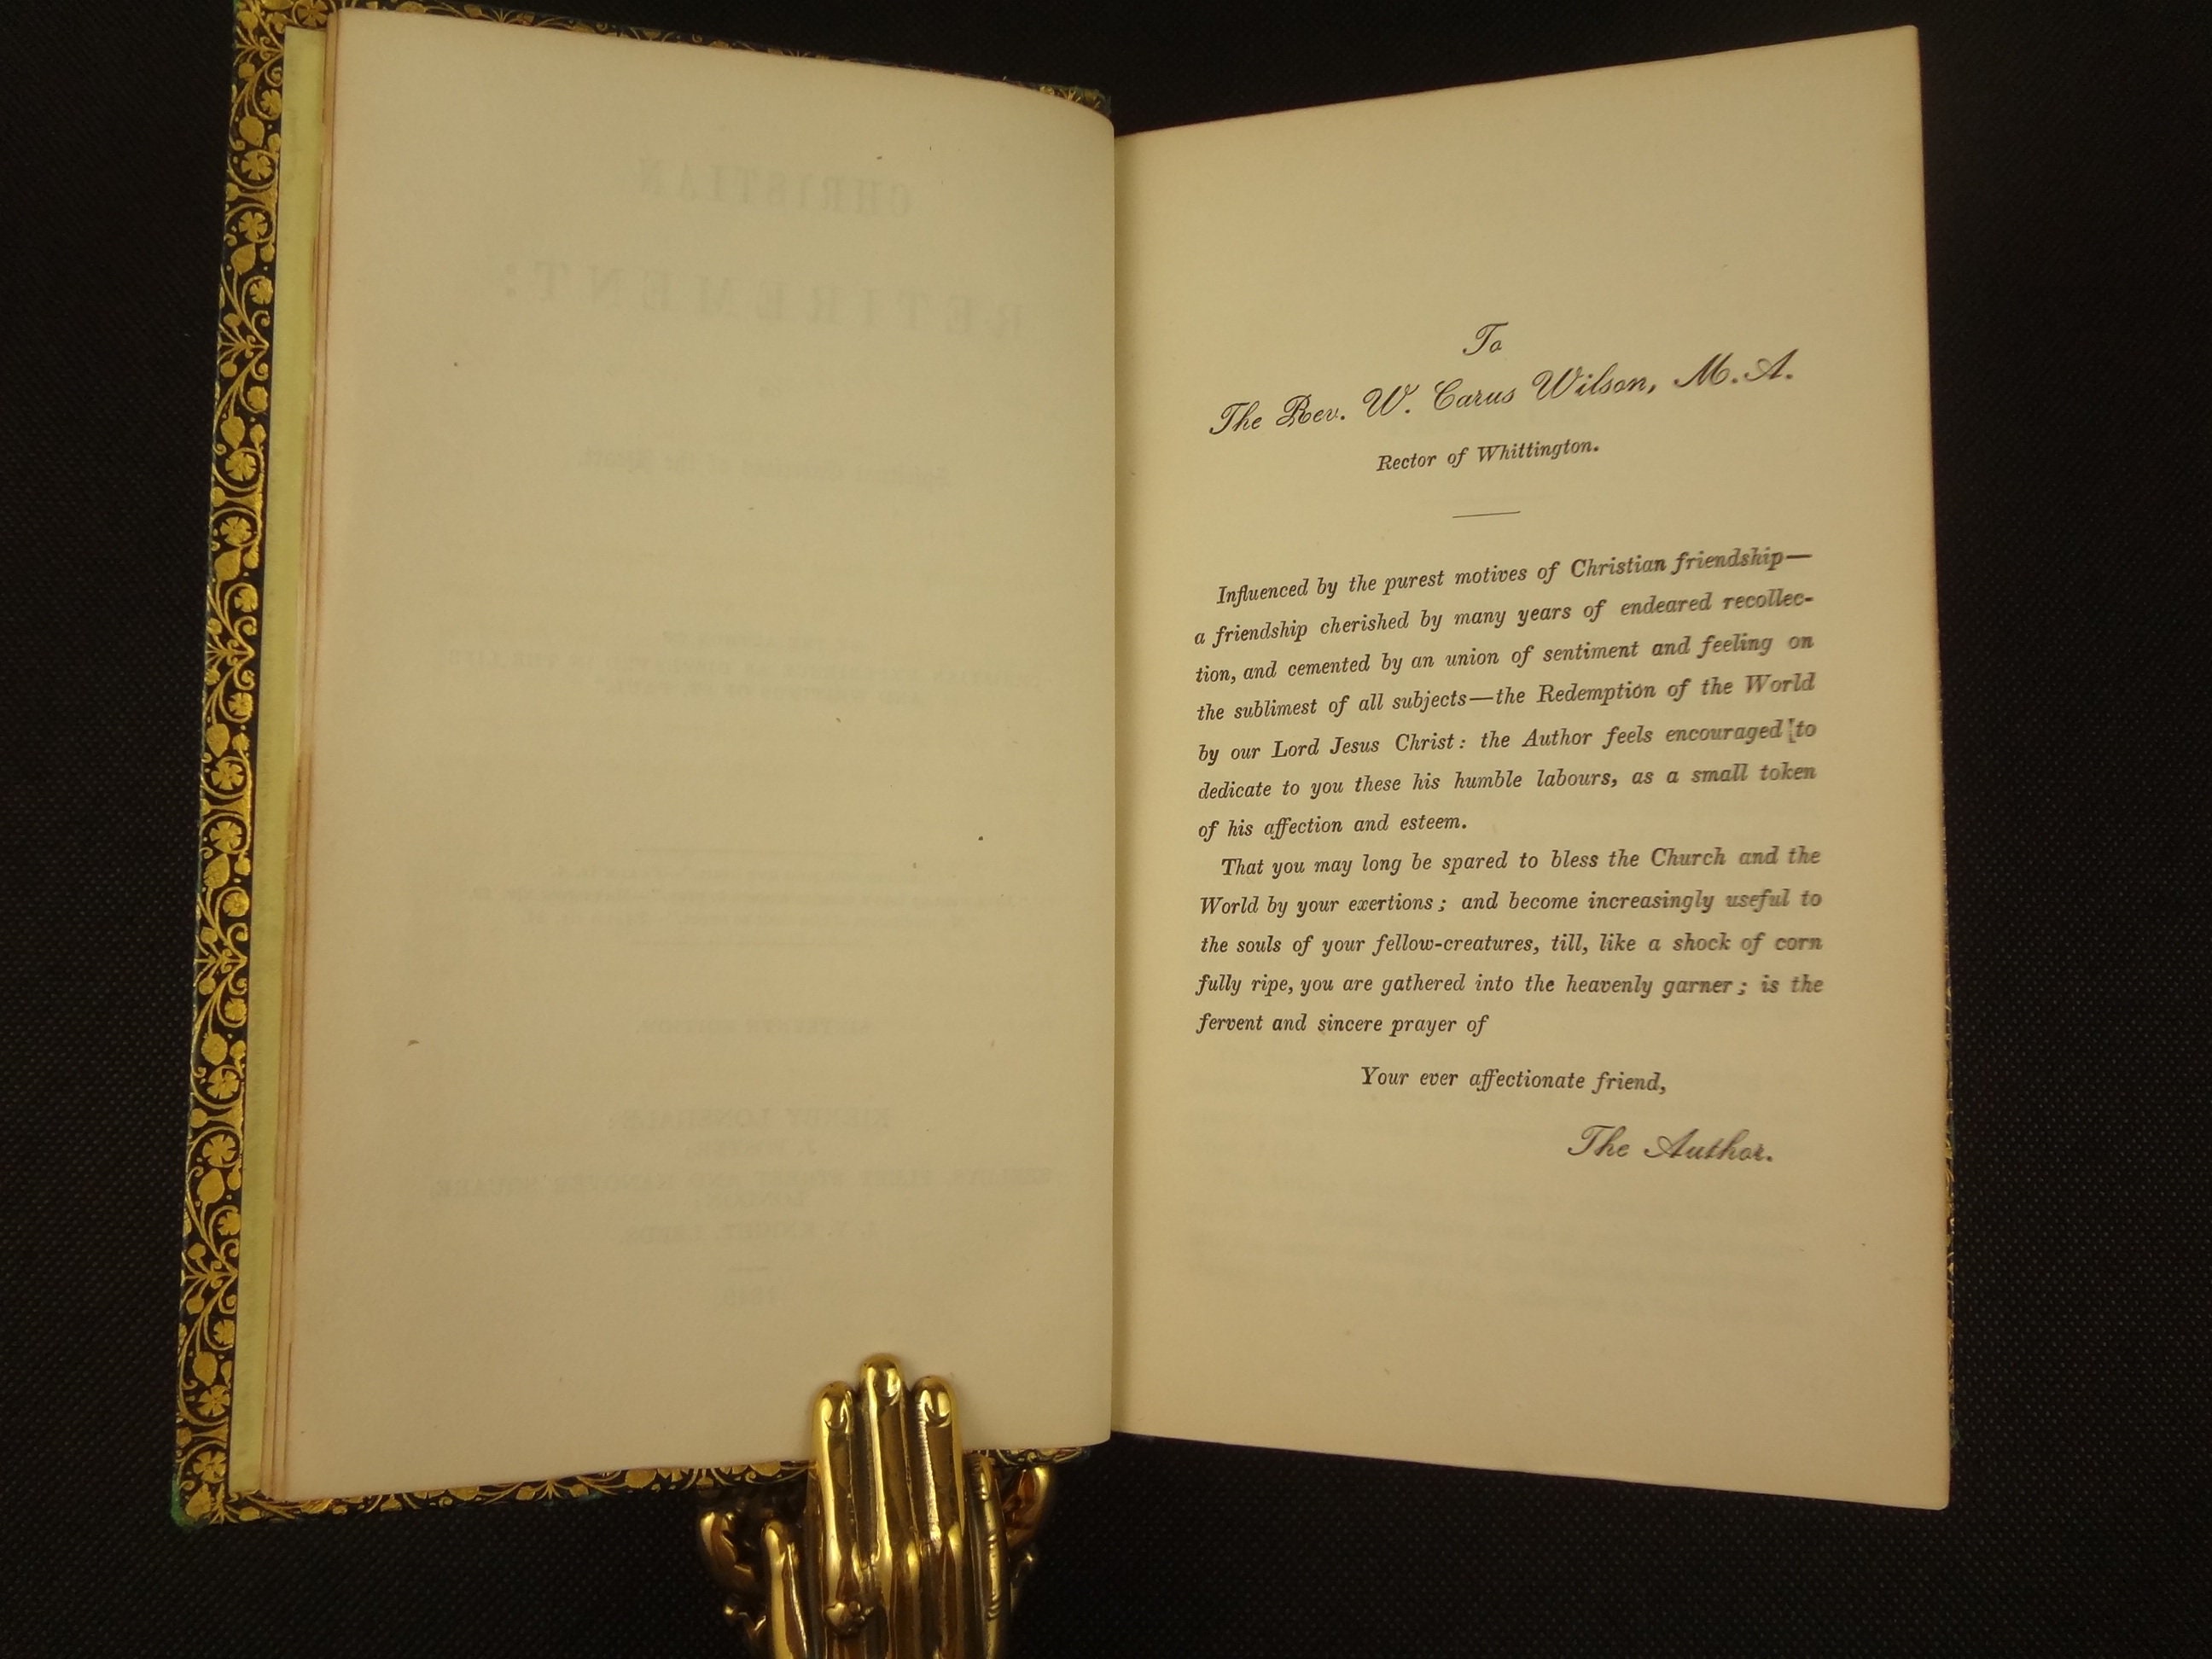 CHRISTIAN
RETIREMENT:
To
The Rev. W. Carus Wilson, M.A.
Rector of Whittington.
Influenced by the purest motives of Christian friendship—
a friendship cherished by many years of endeared recollec-
tion, and cemented by an union of sentiment and feeling on
the sublimest of all subjects—the Redemption of the World
by our Lord Jesus Christ: the Author feels encouraged [to
dedicate to you these his humble labours, as a small token
of his affection and esteem.
That you may long be spared to bless the Church and the
World by your exertions; and become increasingly useful to
the souls of your fellow-creatures, till, like a shock of corn
fully ripe, you are gathered into the heavenly garner; is the
fervent and sincere prayer of
Your ever affectionate friend,
The Author.